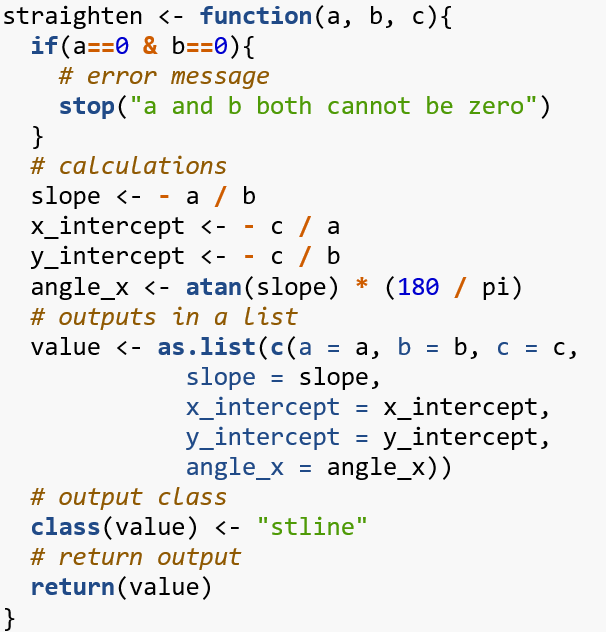 straighten <- function(a, b, c){
  if(a==0 & b==0){
    # error message
    stop("a and b both cannot be zero")
  }
  # calculations
  slope <- - a / b
  x_intercept <- - c / a
  y_intercept <- - c / b
  angle_x <- atan(slope) * (180 / pi)
  # outputs in a list
  value <- as.list(c(a = a, b = b, c = c,
             slope = slope,
             x_intercept = x_intercept,
             y_intercept = y_intercept,
             angle_x = angle_x))
  # output class
  class(value) <- "stline"
  # return output
  return(value)
}